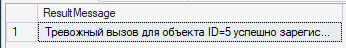 ResultMessage
1 Тревожный вызов для объекта ID=5 успешно зарегис...